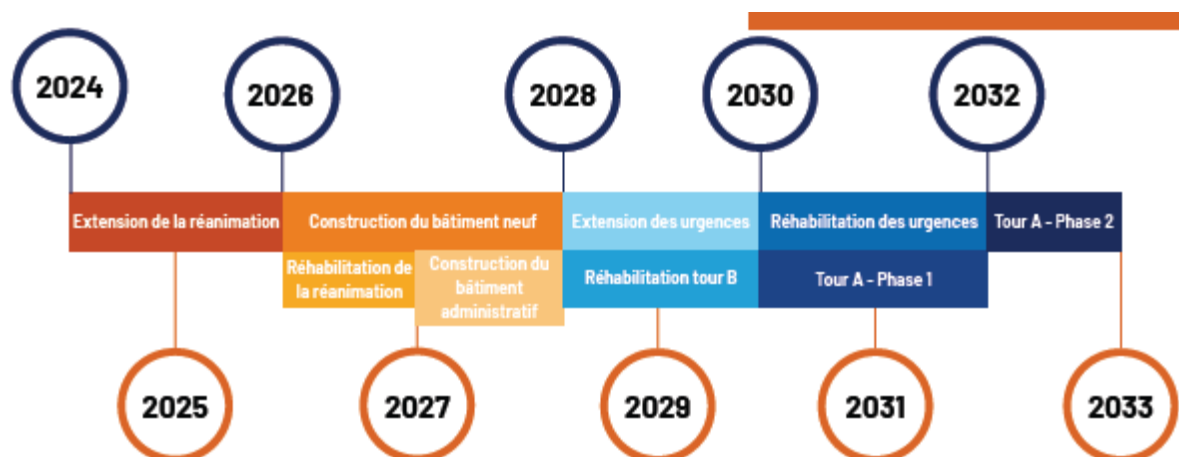 2024
2026
2028
2030
2032
Extension de la réanimation
Construction du bâtiment neuf
Extension des urgences
Réhabilitation des urgences
Tour A - Phase 2
Réhabilitation de
la réanimation
Construction du
bâtiment
administratif
Réhabilitation tour B
Tour A - Phase 1
2025
2027
2029
2031
2033